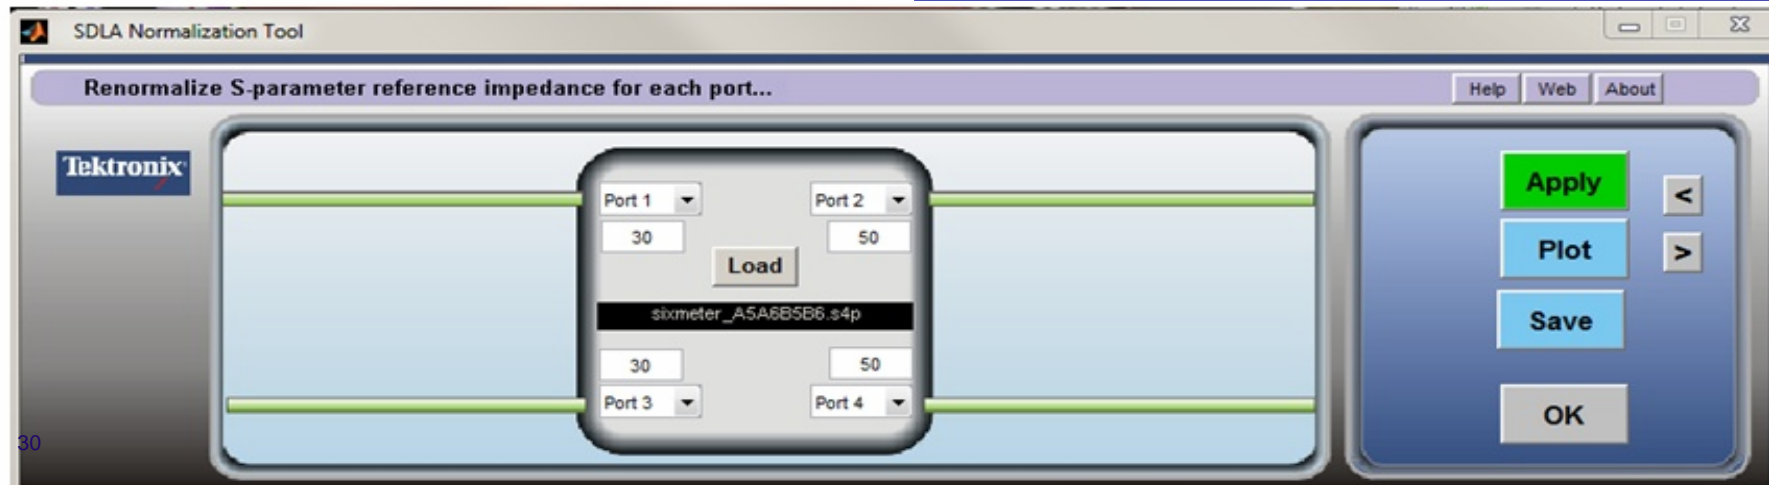 SDLA Normalization Tool
Renormalize S-parameter reference impedance for each port...
Help Web About
Tektronix
Port 1 Port 2
30 50
Load
sixmeter_A5A6B5B6.s4p
30 50
Port 3 Port 4
Apply <
Plot >
Save
OK
30